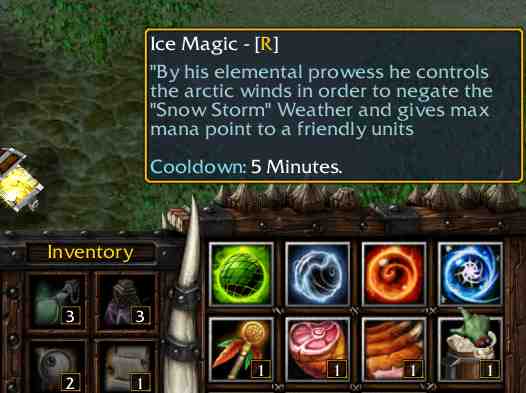 Ice Magic - [R]
"By his elemental prowess he controls
the arctic winds in order to negate the
"Snow Storm" Weather and gives max
mana point to a friendly units
Cooldown: 5 Minutes.
Inventory
3
3
2
1
1
1
1
1